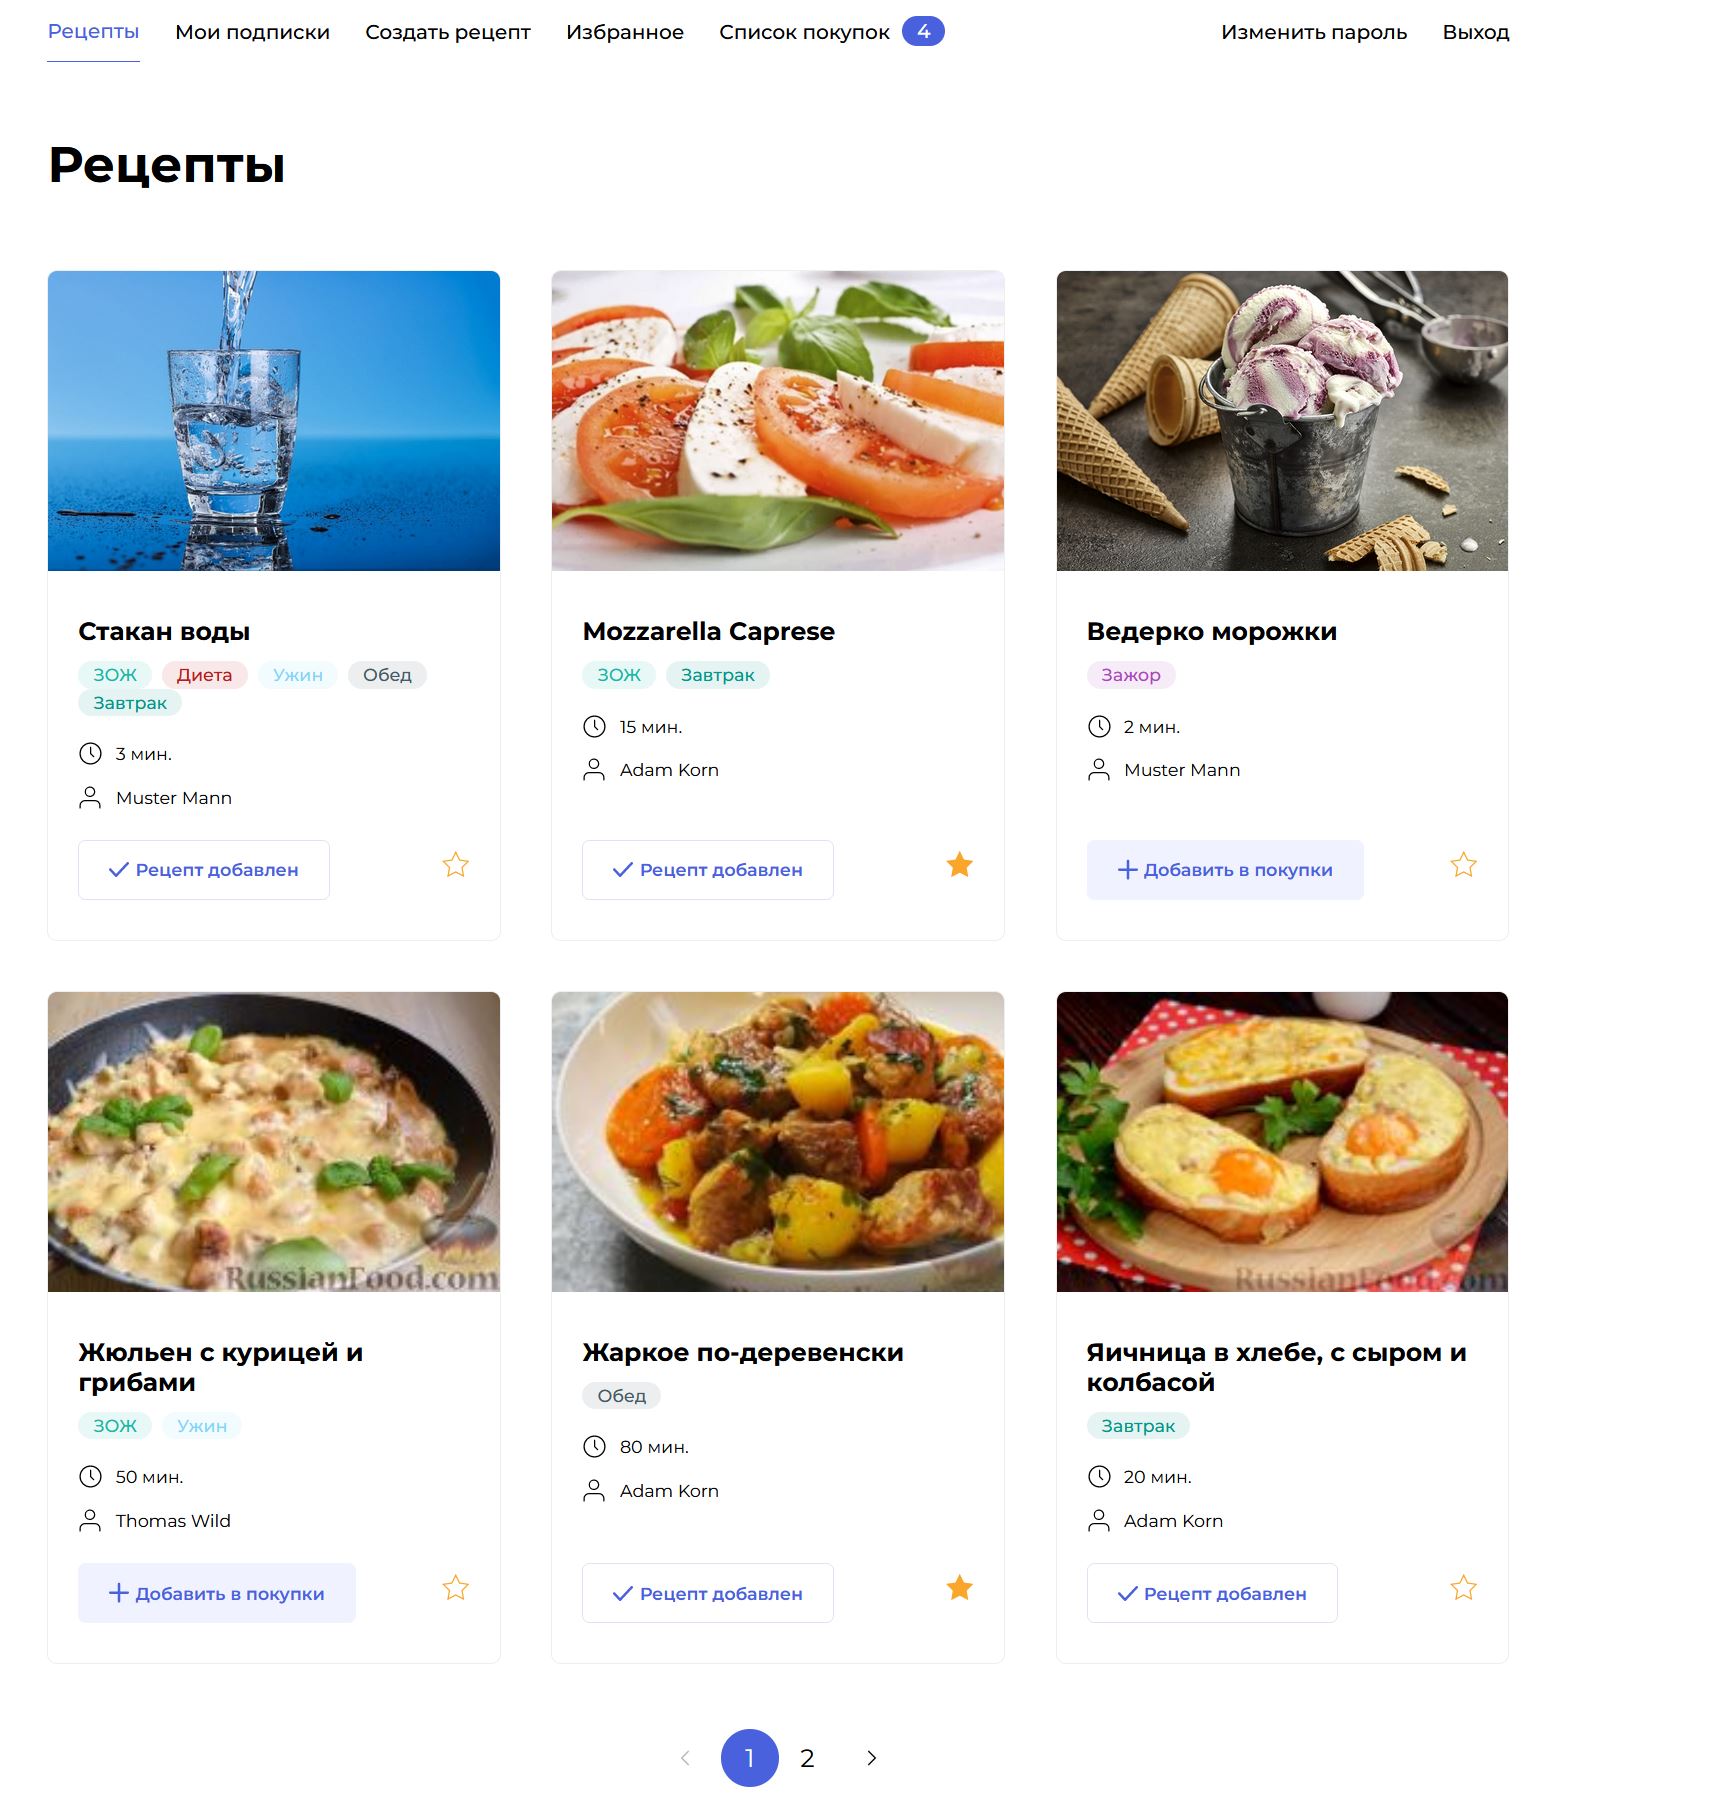 Рецепты Мои подписки Создать рецепт Избранное Список покупок 4 Изменить пароль Выход
Рецепты
Стакан воды
ЗОЖ Диета Ужин Обед
Завтрак
3 мин.
Muster Mann
Рецепт добавлен
Mozzarella Caprese
ЗОЖ Завтрак
15 мин.
Adam Korn
Рецепт добавлен
Ведерко морожки
Зажор
2 мин.
Muster Mann
Добавить в покупки
RussianFood.com
Жюльен с курицей и
грибами
ЗОЖ Ужин
50 мин.
Thomas Wild
Добавить в покупки
Жаркое по-деревенски
Обед
80 мин.
Adam Korn
Рецепт добавлен
RussianFood.com
Яичница в хлебе, с сыром и
колбасой
Завтрак
20 мин.
Adam Korn
Рецепт добавлен
1 2